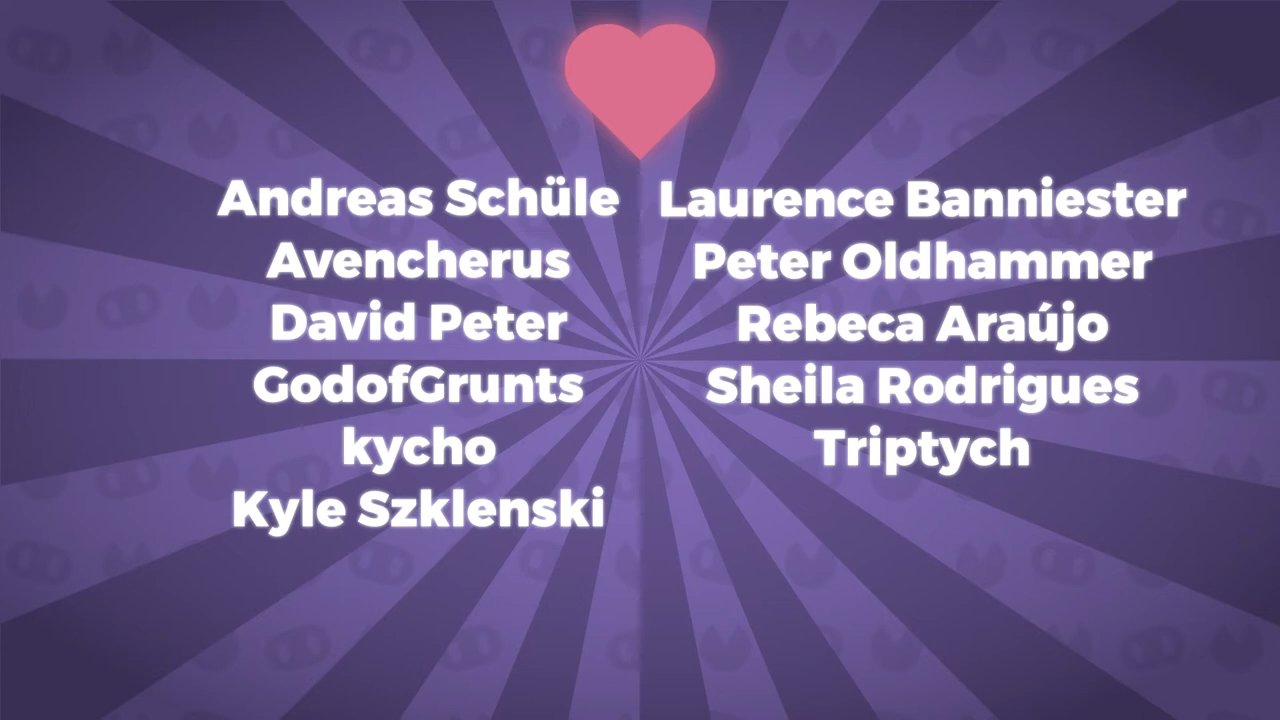 Andreas Schüle
Avencherus
David Peter
GodofGrunts
kycho
Kyle Szklenski
Laurence Banniester
Peter Oldhammer
Rebeca Araújo
Sheila Rodrigues
Triptych